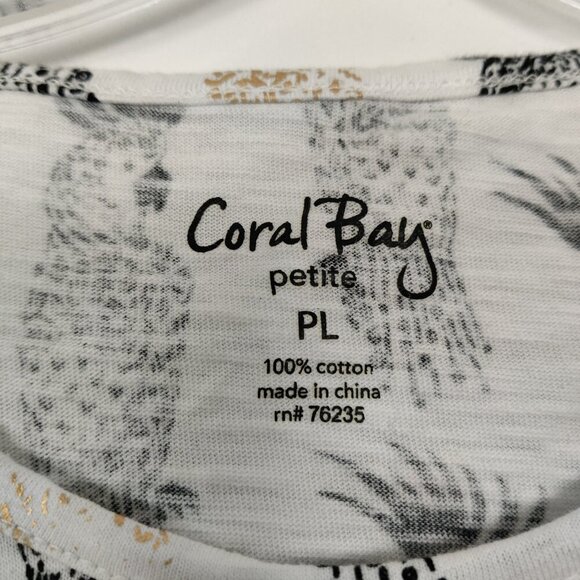 Coral Bay®
petite
PL
100% cotton
made in china
rn# 76235